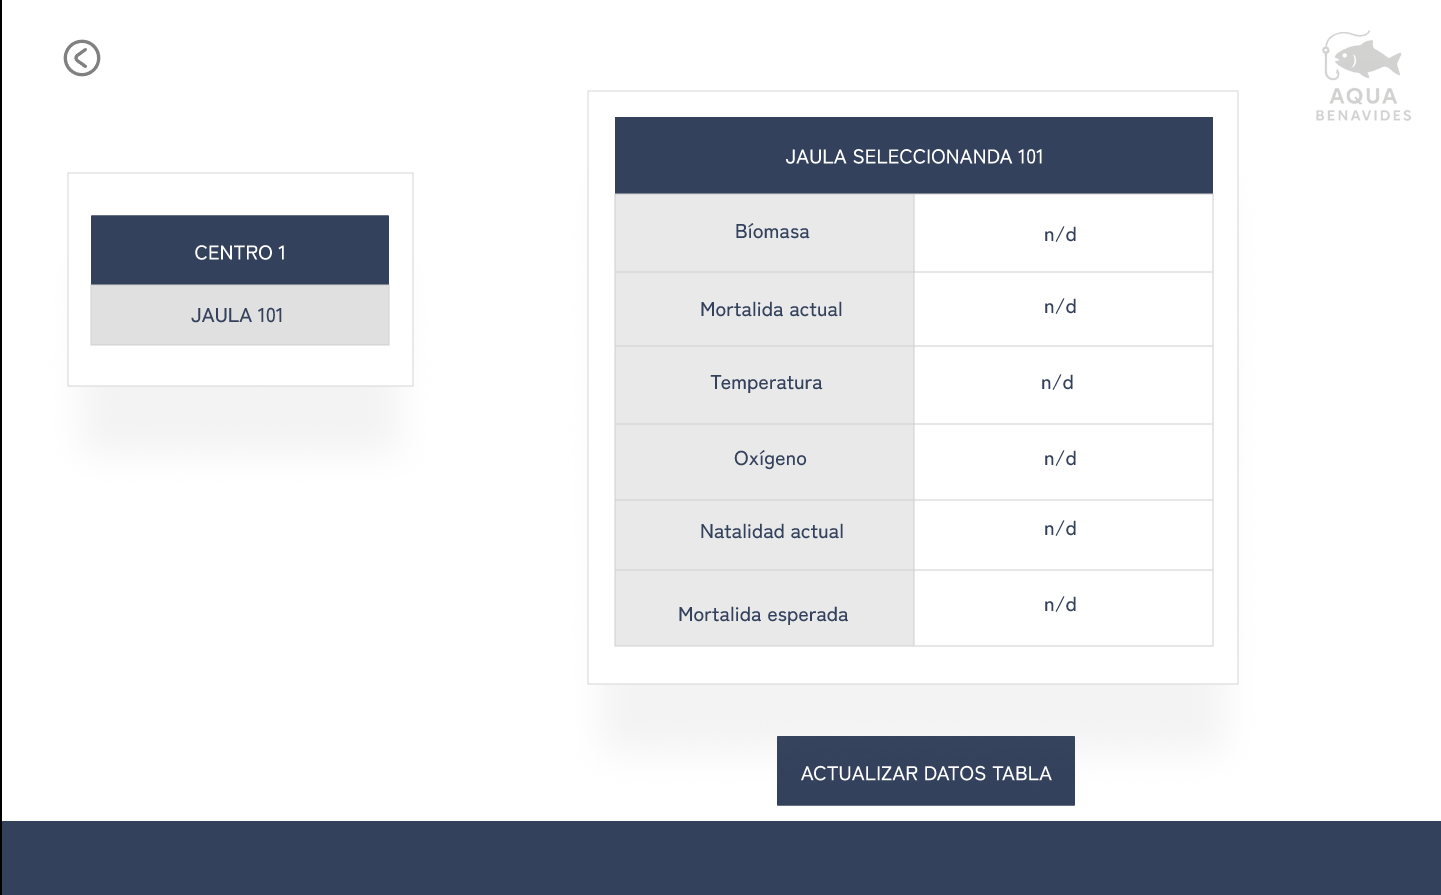 AQUA
BENAVIDES
CENTRO 1
JAULA 101
JAULA SELECCIONANDA 101
Bíomasa n/d
Mortalida actual n/d
Temperatura n/d
Oxígeno n/d
Natalidad actual n/d
Mortalida esperada n/d
ACTUALIZAR DATOS TABLA